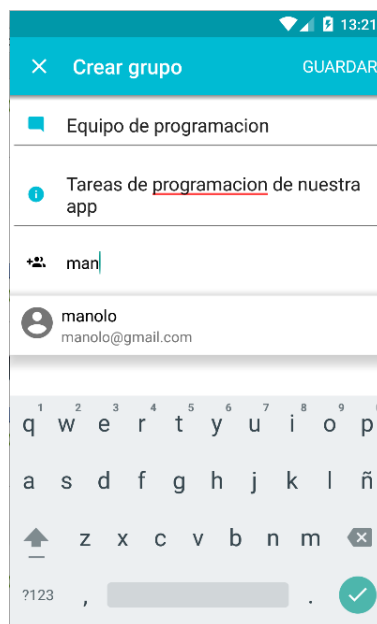 13:21
Crear grupo GUARDAR
Equipo de programacion
Tareas de programacion de nuestra
app
man
manolo
manolo@gmail.com
1 2 3 4 5 6 7 8 9
q w e r t y u i o p
a s d f g h j k l ñ
z x c v b n m
?123 , .